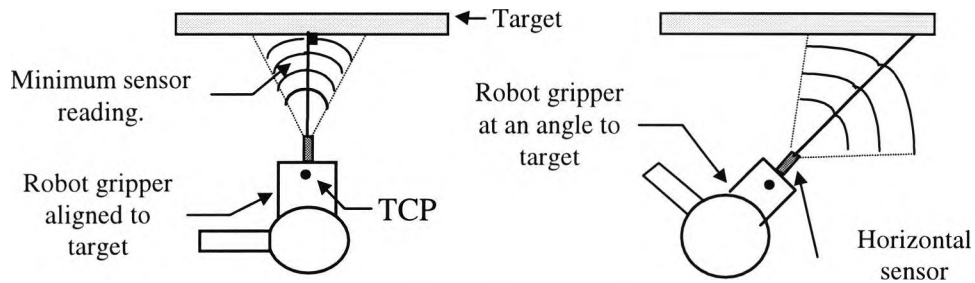 Target
Minimum sensor
reading.
Robot gripper
aligned to
target
TCP
Robot gripper
at an angle to
target
Horizontal
sensor